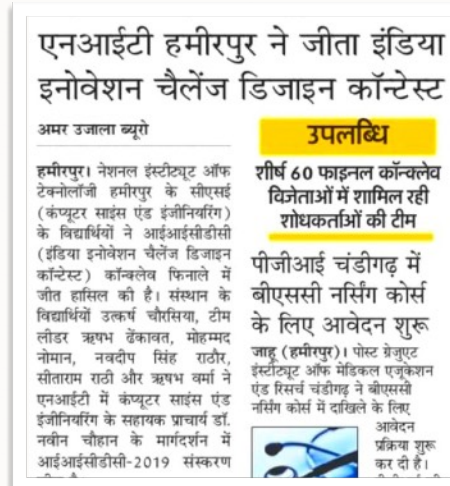 एनआईटी हमीरपुर ने जीता इंडिया
इनोवेशन चैलेंज डिजाइन कॉन्टेस्ट
अमर उजाला ब्यूरो
हमीरपुर। नेशनल इंस्टीट्यूट ऑफ
टेक्नोलॉजी हमीरपुर के सीएसई
(कंप्यूटर साइंस एंड इंजीनियरिंग)
के विद्यार्थियों ने आईआईसीडीसी
(इंडिया इनोवेशन चैलेंज डिजाइन
कॉन्टेस्ट) कॉन्क्लेव फिनाले में
जीत हासिल की है। संस्थान के
विद्यार्थियों उत्कर्ष चौरसिया, टीम
लीडर ऋषभ ढेंकावत, मोहम्मद
नोमान, नवदीप सिंह राठौर,
सीताराम राठी और ऋषभ वर्मा ने
एनआईटी में कंप्यूटर साइंस एंड
इंजीनियरिंग के सहायक प्राचार्य डॉ.
नवीन चौहान के मार्गदर्शन में
आईआईसीडीसी-2019 संस्करण
उपलब्धि
शीर्ष 60 फाइनल कॉन्क्लेव
विजेताओं में शामिल रही
शोधकर्ताओं की टीम
पीजीआई चंडीगढ़ में
बीएससी नर्सिंग कोर्स
के लिए आवेदन शुरू
जाहू (हमीरपुर)। पोस्ट ग्रेजुएट
इंस्टीट्यूट ऑफ मेडिकल एजूकेशन
एंड रिसर्च चंडीगढ़ ने बीएससी
नर्सिंग कोर्स में दाखिले के लिए
आवेदन
प्रक्रिया शुरू
कर दी है।